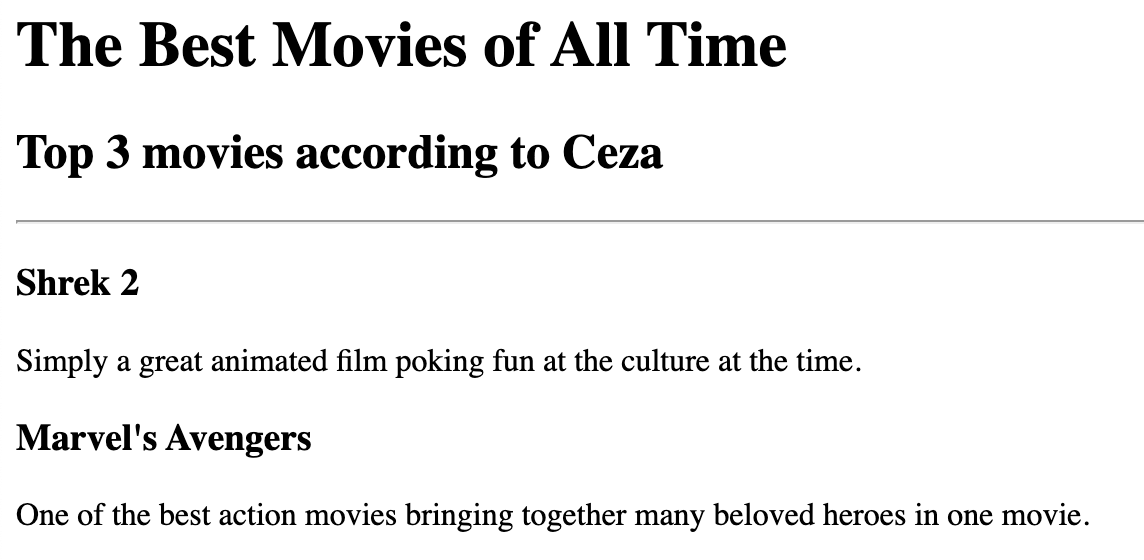 The Best Movies of All Time
Top 3 movies according to Ceza
Shrek 2
Simply a great animated film poking fun at the culture at the time.
Marvel's Avengers
One of the best action movies bringing together many beloved heroes in one movie.